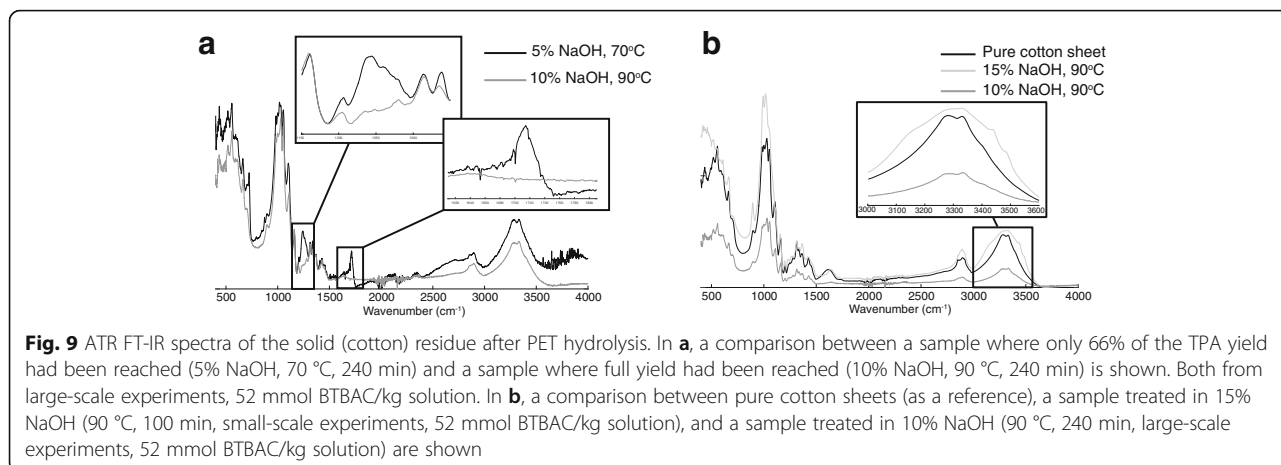 a
5% NaOH, 70°C
10% NaOH, 90°C
500 1000 1500 2000 2500 3000 3500 4000
Wavenumber (cm-1)
b
Pure cotton sheet
15% NaOH, 90°C
10% NaOH, 90°C
3000 3100 3200 3300 3400 3500 3600
500 1000 1500 2000 2500 3000 3500 4000
Wavenumber (cm-1)
Fig. 9 ATR FT-IR spectra of the solid (cotton) residue after PET hydrolysis. In a, a comparison between a sample where only 66% of the TPA yield
had been reached (5% NaOH, 70 °C, 240 min) and a sample where full yield had been reached (10% NaOH, 90 °C, 240 min) is shown. Both from
large-scale experiments, 52 mmol BTBAC/kg solution. In b, a comparison between pure cotton sheets (as a reference), a sample treated in 15%
NaOH (90 °C, 100 min, small-scale experiments, 52 mmol BTBAC/kg solution), and a sample treated in 10% NaOH (90 °C, 240 min, large-scale
experiments, 52 mmol BTBAC/kg solution) are shown